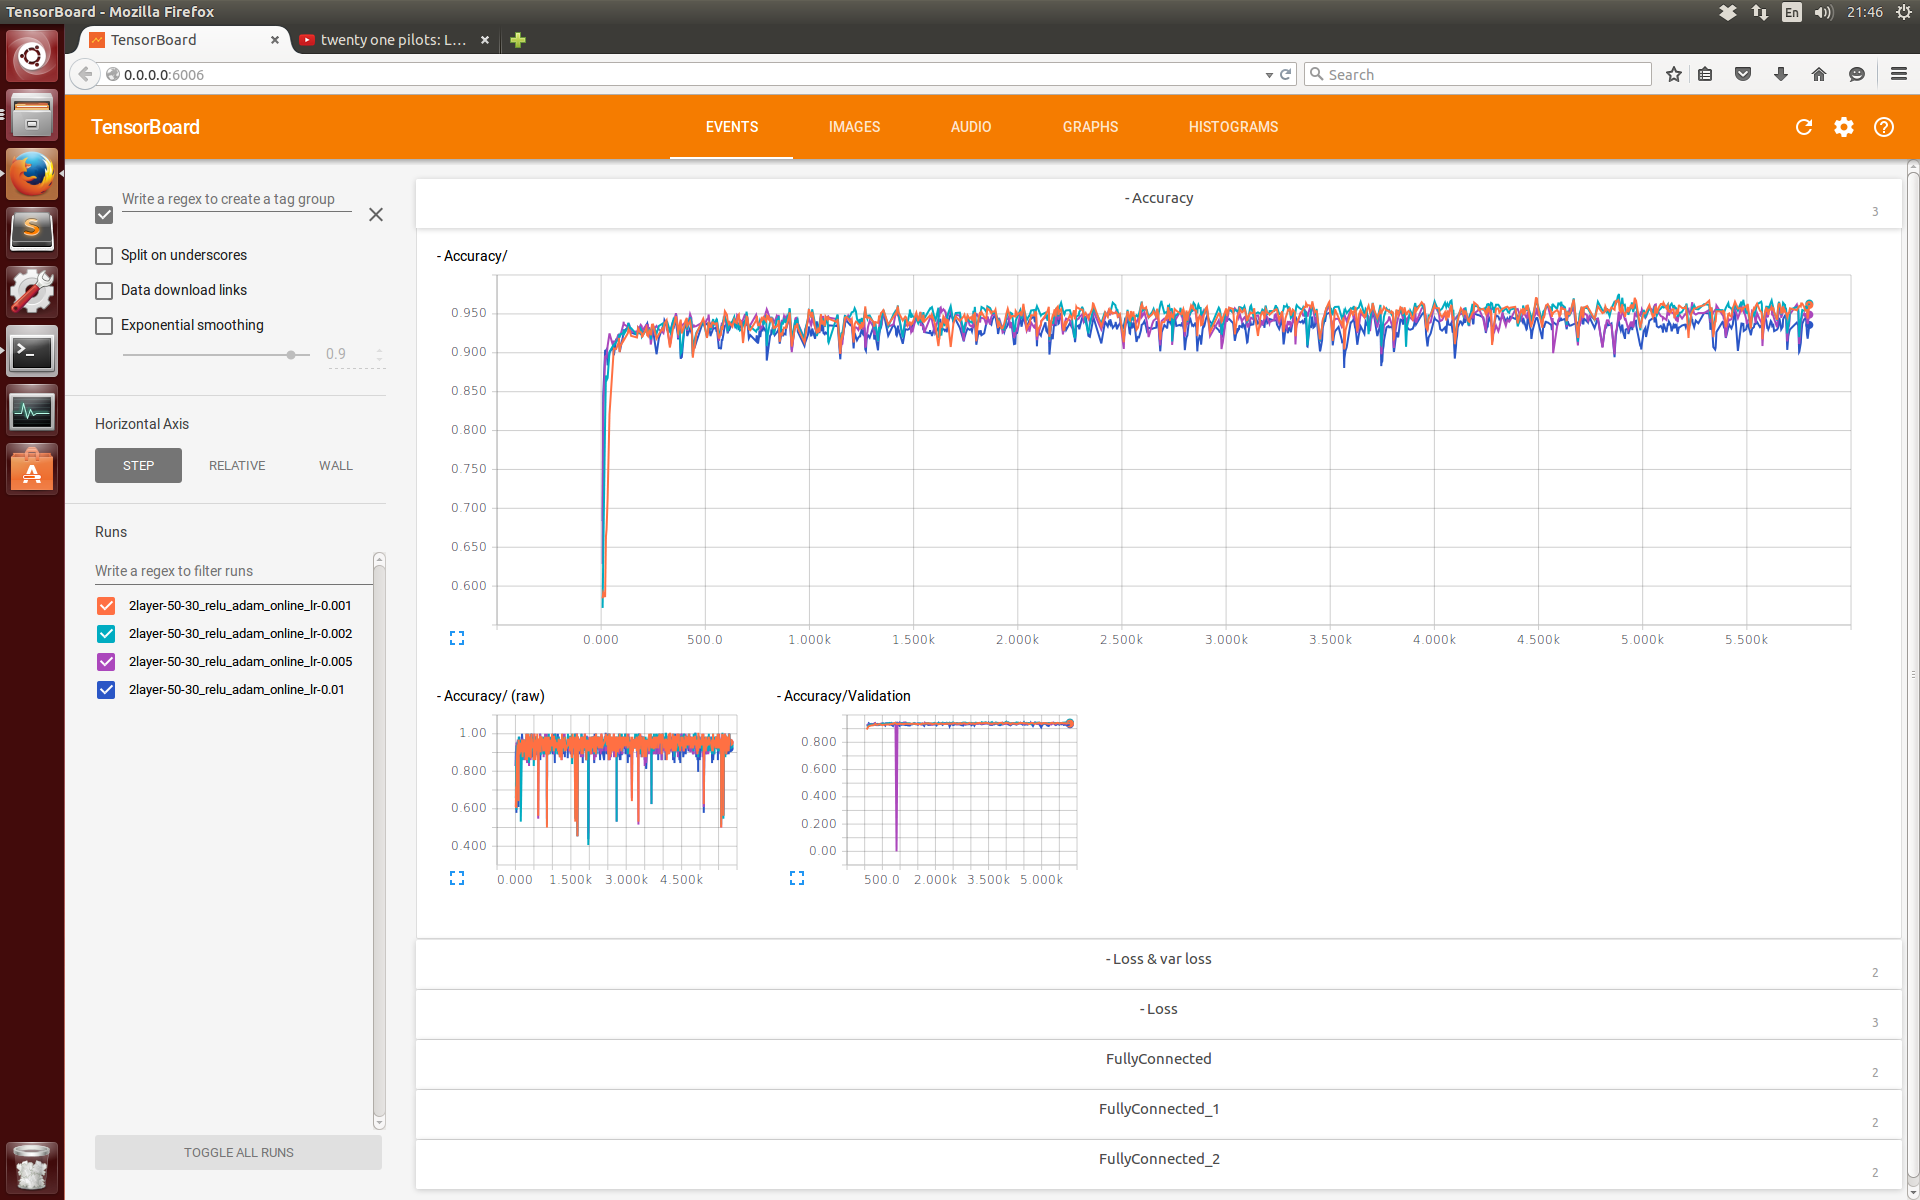 TensorBoard - Mozilla Firefox
En
21:46
TensorBoard
twenty one pilots: L...
0.0.0.0:6006
Search
TensorBoard
EVENTS
IMAGES
AUDIO
GRAPHS
HISTOGRAMS
Write a regex to create a tag group
Split on underscores
Data download links
Exponential smoothing
0.9
Horizontal Axis
STEP
RELATIVE
WALL
Runs
Write a regex to filter runs
2layer-50-30_relu_adam_online_lr-0.001
2layer-50-30_relu_adam_online_lr-0.002
2layer-50-30_relu_adam_online_lr-0.005
2layer-50-30_relu_adam_online_lr-0.01
TOGGLE ALL RUNS
- Accuracy
3
- Accuracy/
0.950
0.900
0.850
0.800
0.750
0.700
0.650
0.600
0.000 500.0 1.000k 1.500k 2.000k 2.500k 3.000k 3.500k 4.000k 4.500k 5.000k 5.500k
- Accuracy/ (raw)
1.00
0.800
0.600
0.400
0.000 1.500k 3.000k 4.500k
- Accuracy/Validation
0.800
0.600
0.400
0.200
0.00
500.0 2.000k 3.500k 5.000k
- Loss & var loss
2
- Loss
3
FullyConnected
2
FullyConnected_1
2
FullyConnected_2
2